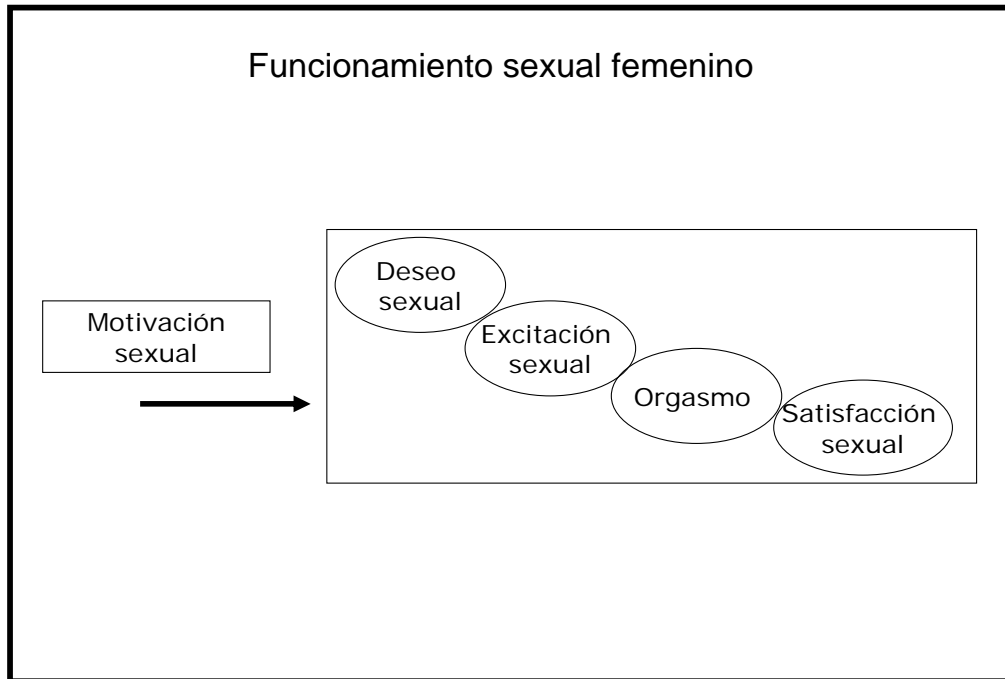 Funcionamiento sexual femenino
Motivación
sexual
Deseo
sexual
Excitación
sexual
Orgasmo
Satisfacción
sexual